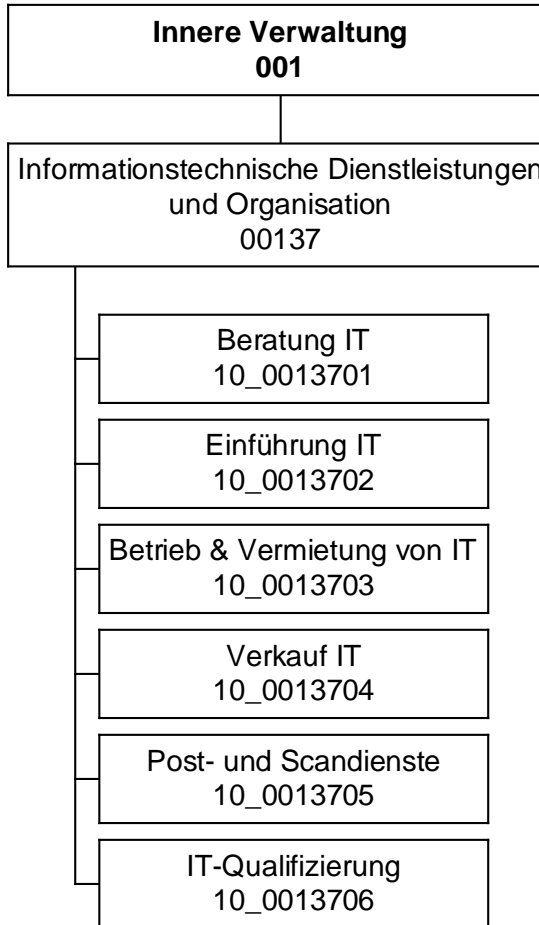 Innere Verwaltung
001
Informationstechnische Dienstleistungen
und Organisation
00137
Beratung IT
10_0013701
Einführung IT
10_0013702
Betrieb & Vermietung von IT
10_0013703
Verkauf IT
10_0013704
Post- und Scandienste
10_0013705
IT-Qualifizierung
10_0013706